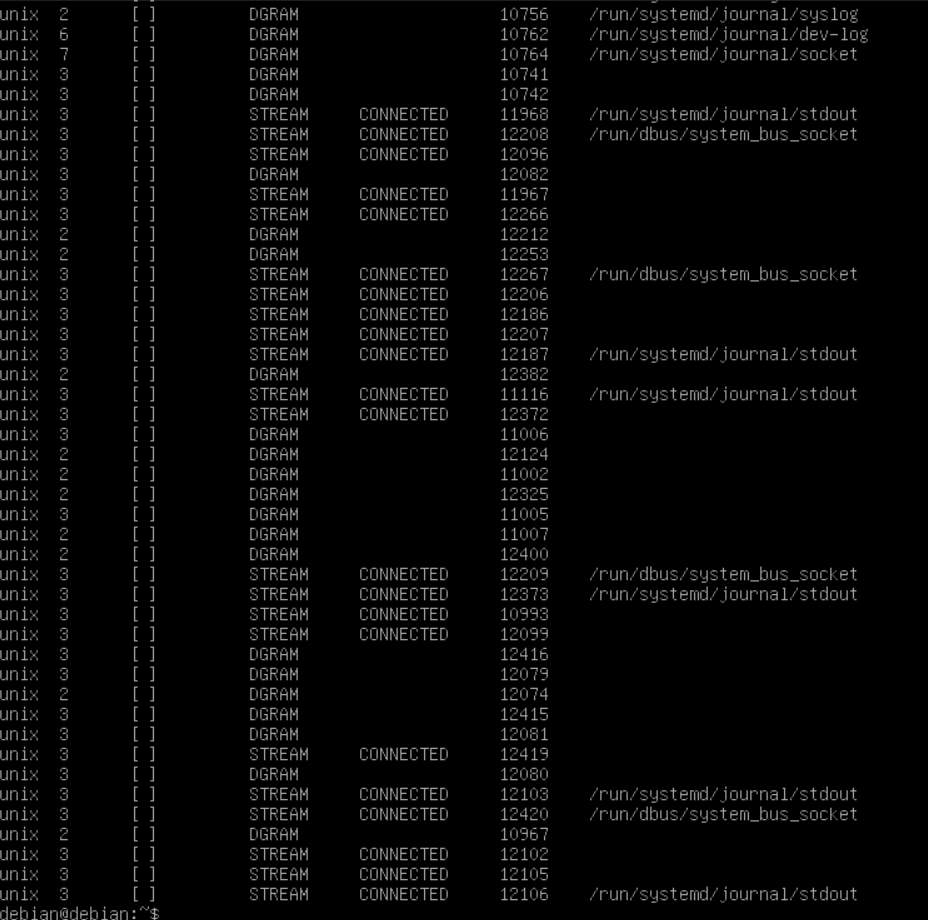 unix  2      [ ]         DGRAM                    10756    /run/systemd/journal/syslog
unix  6      [ ]         DGRAM                    10762    /run/systemd/journal/dev-log
unix  7      [ ]         DGRAM                    10764    /run/systemd/journal/socket
unix  3      [ ]         DGRAM                    10741
unix  3      [ ]         DGRAM                    10742
unix  3      [ ]         STREAM     CONNECTED     11968    /run/systemd/journal/stdout
unix  3      [ ]         STREAM     CONNECTED     12208    /run/dbus/system_bus_socket
unix  3      [ ]         STREAM     CONNECTED     12096
unix  3      [ ]         DGRAM                    12082
unix  3      [ ]         STREAM     CONNECTED     11967
unix  3      [ ]         STREAM     CONNECTED     12266
unix  2      [ ]         DGRAM                    12212
unix  2      [ ]         DGRAM                    12253
unix  3      [ ]         STREAM     CONNECTED     12267    /run/dbus/system_bus_socket
unix  3      [ ]         STREAM     CONNECTED     12206
unix  3      [ ]         STREAM     CONNECTED     12186
unix  3      [ ]         STREAM     CONNECTED     12207
unix  3      [ ]         STREAM     CONNECTED     12187    /run/systemd/journal/stdout
unix  2      [ ]         DGRAM                    12382
unix  3      [ ]         STREAM     CONNECTED     11116    /run/systemd/journal/stdout
unix  3      [ ]         STREAM     CONNECTED     12372
unix  3      [ ]         DGRAM                    11006
unix  2      [ ]         DGRAM                    12124
unix  2      [ ]         DGRAM                    11002
unix  2      [ ]         DGRAM                    12325
unix  3      [ ]         DGRAM                    11005
unix  2      [ ]         DGRAM                    11007
unix  2      [ ]         DGRAM                    12400
unix  3      [ ]         STREAM     CONNECTED     12209    /run/dbus/system_bus_socket
unix  3      [ ]         STREAM     CONNECTED     12373    /run/systemd/journal/stdout
unix  3      [ ]         STREAM     CONNECTED     10993
unix  3      [ ]         STREAM     CONNECTED     12099
unix  3      [ ]         DGRAM                    12416
unix  3      [ ]         DGRAM                    12079
unix  2      [ ]         DGRAM                    12074
unix  3      [ ]         DGRAM                    12415
unix  3      [ ]         DGRAM                    12081
unix  3      [ ]         STREAM     CONNECTED     12419
unix  3      [ ]         DGRAM                    12080
unix  3      [ ]         STREAM     CONNECTED     12103    /run/systemd/journal/stdout
unix  3      [ ]         STREAM     CONNECTED     12420    /run/dbus/system_bus_socket
unix  2      [ ]         DGRAM                    10967
unix  3      [ ]         STREAM     CONNECTED     12102
unix  3      [ ]         STREAM     CONNECTED     12105
unix  3      [ ]         STREAM     CONNECTED     12106    /run/systemd/journal/stdout
debian@debian:~$